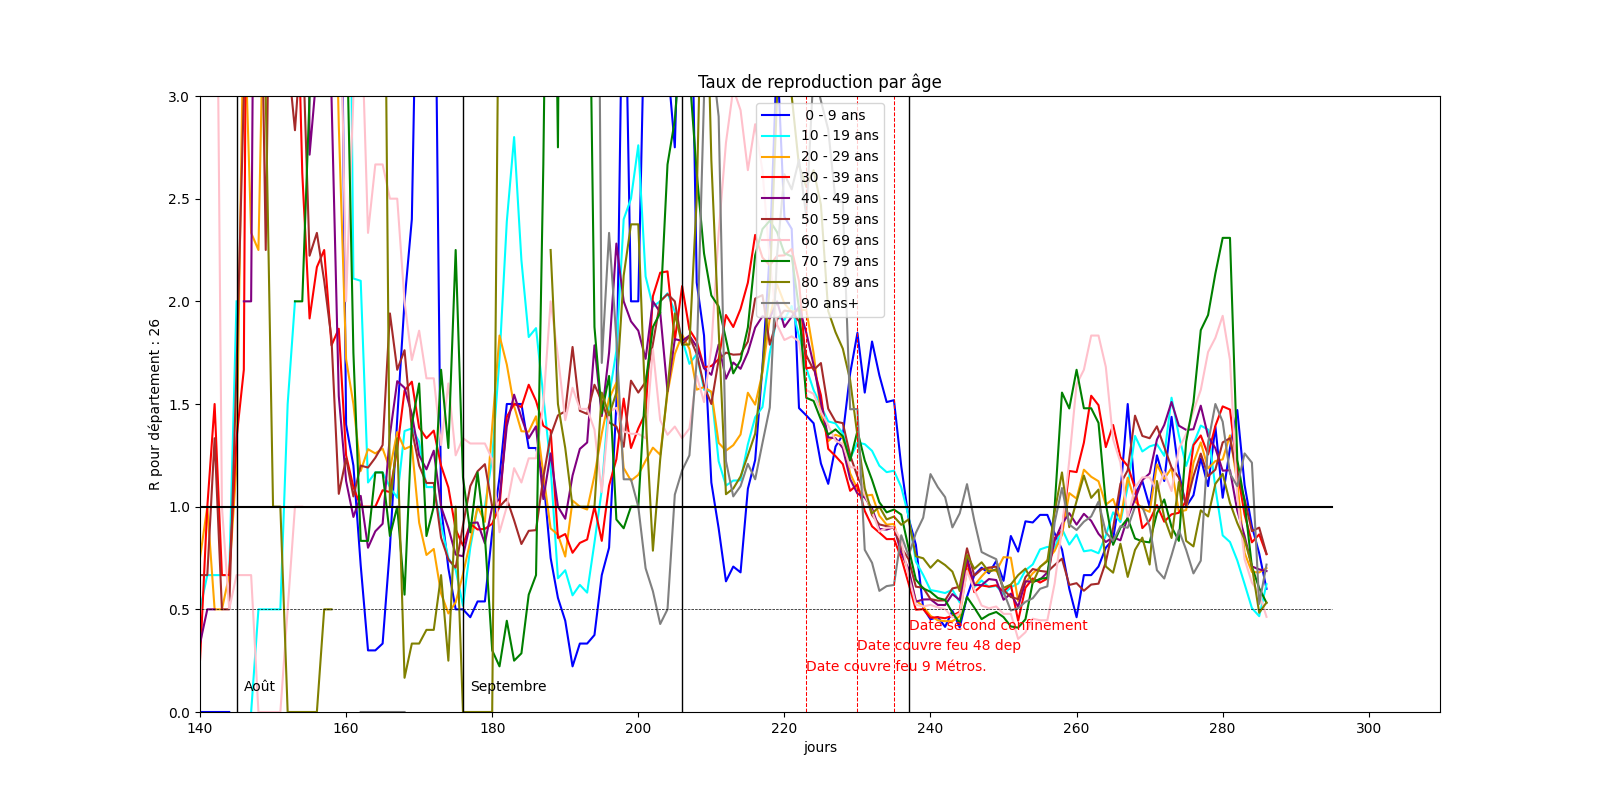 Taux de reproduction par âge
3.0
2.5
2.0
1.5
1.0
0.5
0.0
R pour département : 26
0 - 9 ans
10 - 19 ans
20 - 29 ans
30 - 39 ans
40 - 49 ans
50 - 59 ans
60 - 69 ans
70 - 79 ans
80 - 89 ans
90 ans+
Date second confinement
Date couvre feu 48 dep
Date couvre feu 9 Métros.
Août
Septembre
140 160 180 200 220 240 260 280 300
jours